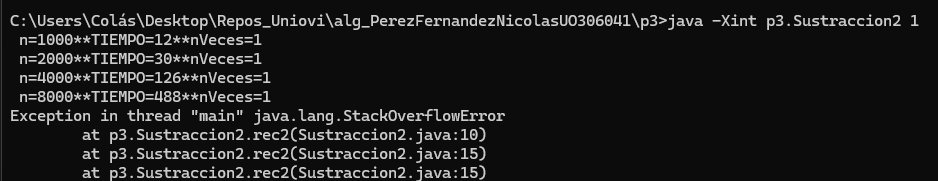 C:\Users\Colás\Desktop\Repos_Uniovi\alg_PerezFernandezNicolasUO306041\p3>java -Xint p3.Sustraccion2 1
n=1000**TIEMPO=12**nVeces=1
n=2000**TIEMPO=30**nVeces=1
n=4000**TIEMPO=126**nVeces=1
n=8000**TIEMPO=488**nVeces=1
Exception in thread "main" java.lang.StackOverflowError
at p3.Sustraccion2.rec2(Sustraccion2.java:10)
at p3.Sustraccion2.rec2(Sustraccion2.java:15)
at p3.Sustraccion2.rec2(Sustraccion2.java:15)